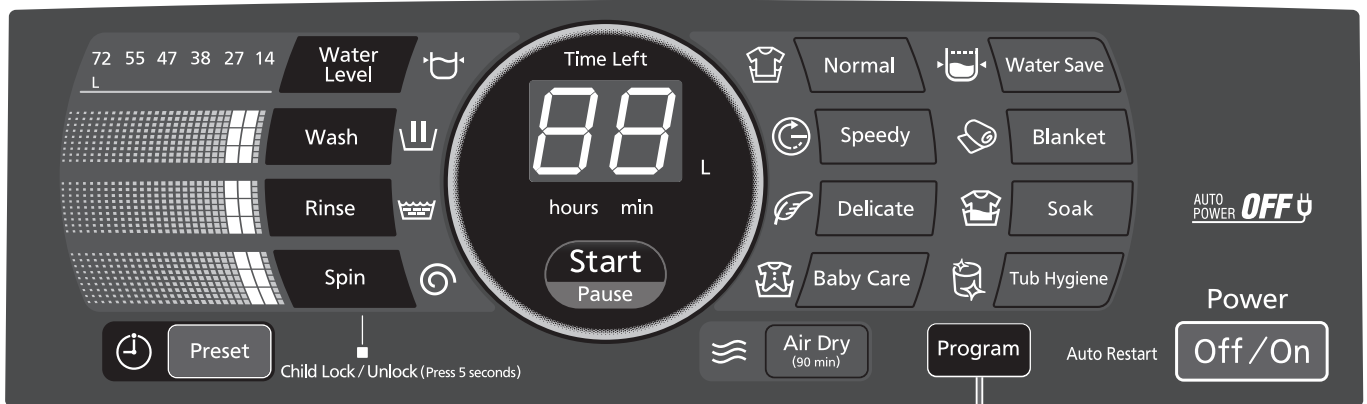 72 55 47 38 27 14
L
Water
Level
Wash
Rinse
Spin
Preset
Child Lock / Unlock (Press 5 seconds)
Time Left
88
L
hours min
Start
Pause
Normal
Water Save
Speedy
Blanket
Delicate
Soak
Baby Care
Tub Hygiene
Air Dry
(90 min)
Program
AUTO
POWER OFF
Power
Auto Restart
Off/On